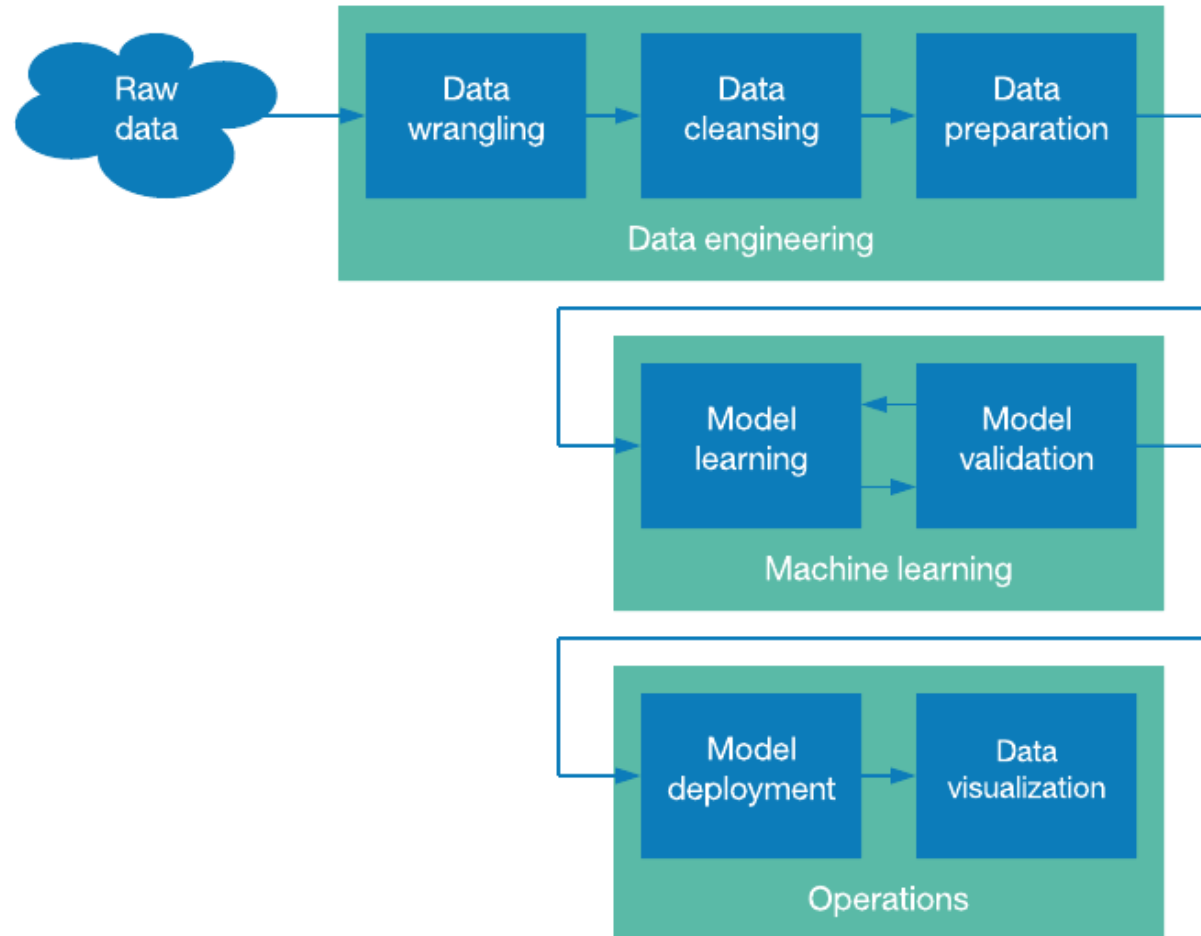 Raw
data
Data
wrangling
Data
cleansing
Data
preparation
Data engineering
Model
learning
Model
validation
Machine learning
Model
deployment
Data
visualization
Operations